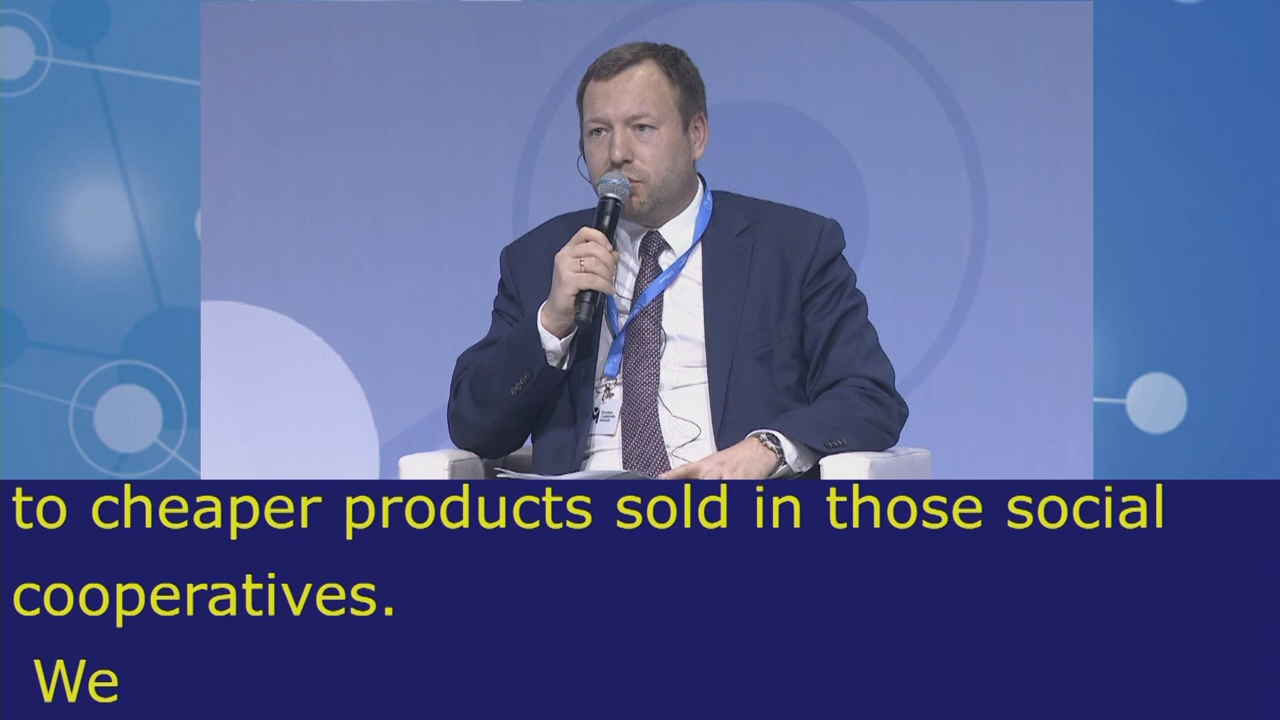 to cheaper products sold in those social
cooperatives.
We